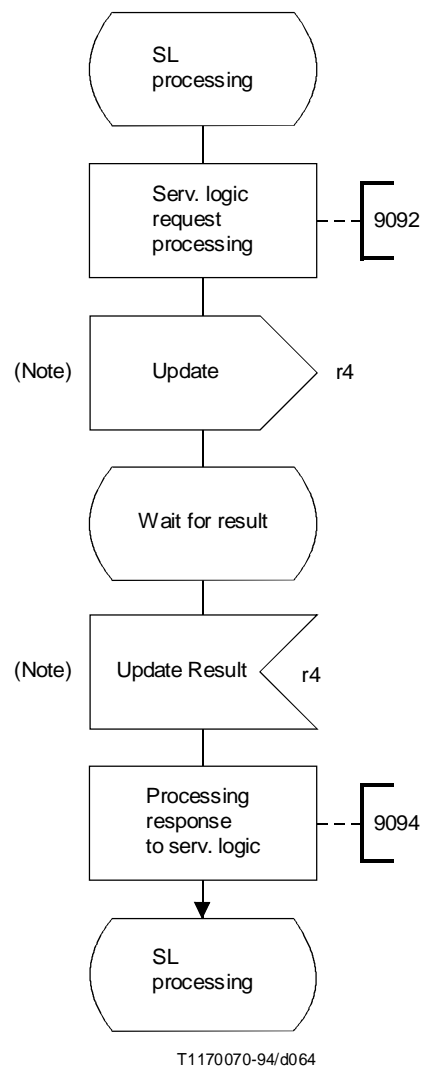 SL
processing
Serv. logic
request
processing
9092
(Note)
Update
r4
Wait for result
(Note)
Update Result
r4
Processing
response
to serv. logic
9094
SL
processing
T1170070-94/d064